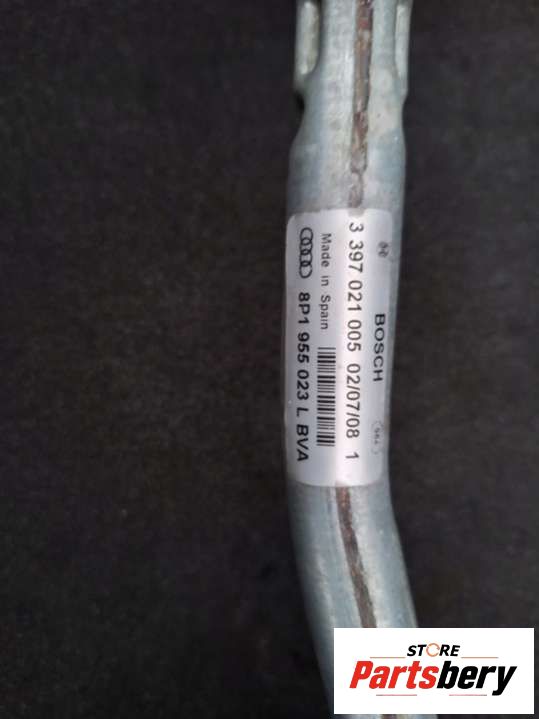 BOSCH
3 397 021 005 02/07/08 1
Made in Spain
8P1 955 023 L BVA
STORE
Partsbery